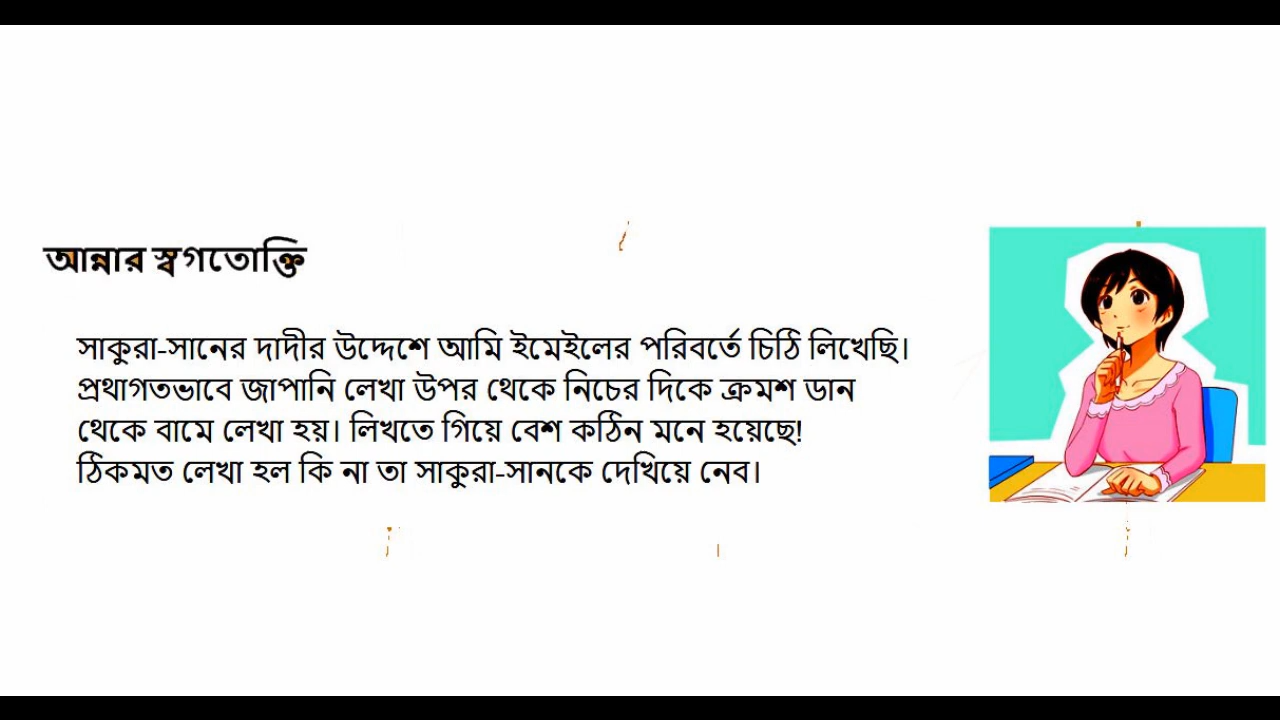 আন্নার স্বগতোক্তি
সাকুরা-সানের দাদীর উদ্দেশে আমি ইমেইলের পরিবর্তে চিঠি লিখেছি।
প্রথাগতভাবে জাপানি লেখা উপর থেকে নিচের দিকে ক্রমশ ডান
থেকে বামে লেখা হয়। লিখতে গিয়ে বেশ কঠিন মনে হয়েছে!
ঠিকমত লেখা হল কি না তা সাকুরা-সানকে দেখিয়ে নেব।